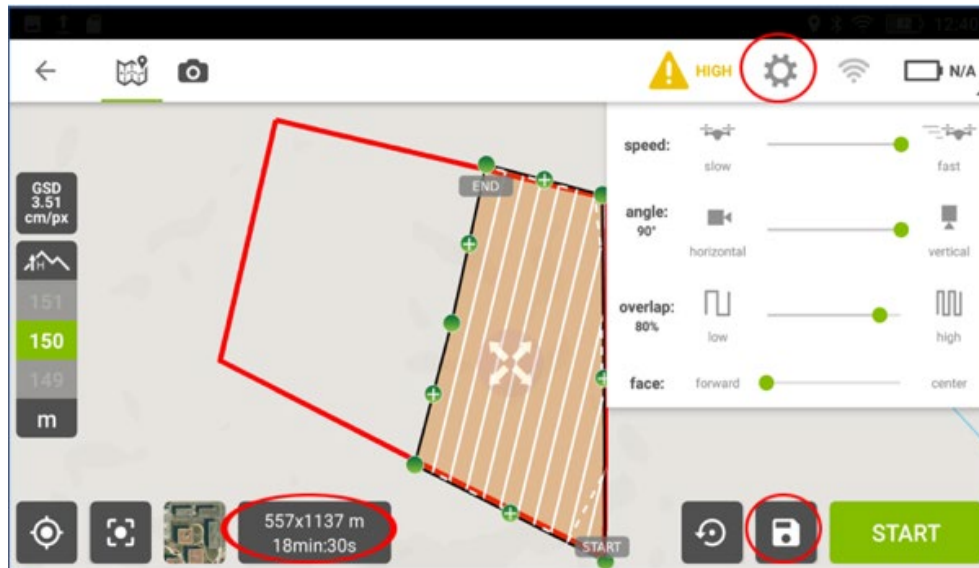 HIGH
N/A
GSD
3.51
cm/px
151
150
149
m
END
START
speed:
slow
fast
angle:
90°
horizontal
vertical
overlap:
80%
low
high
face:
forward
center
557x1137 m
18min:30s
START